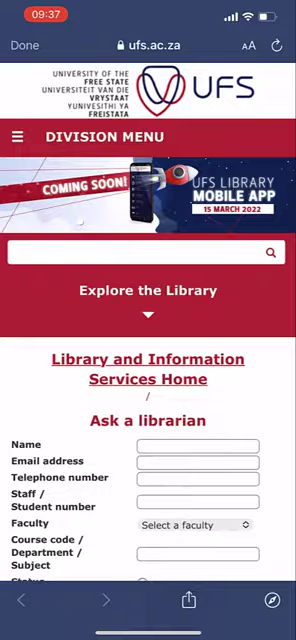 09:37
Done
ufs.ac.za
AA
UNIVERSITY OF THE
FREE STATE
UNIVERSITEIT VAN DIE
VRYSTAAT
YUNIVESITHI YA
FREISTATA
UFS
DIVISION MENU
COMING SOON!
UFS LIBRARY
MOBILE APP
15 MARCH 2022
Explore the Library
Library and Information
Services Home
/
Ask a librarian
Name
Email address
Telephone number
Staff /
Student number
Faculty
Select a faculty
Course code /
Department /
Subject
Status